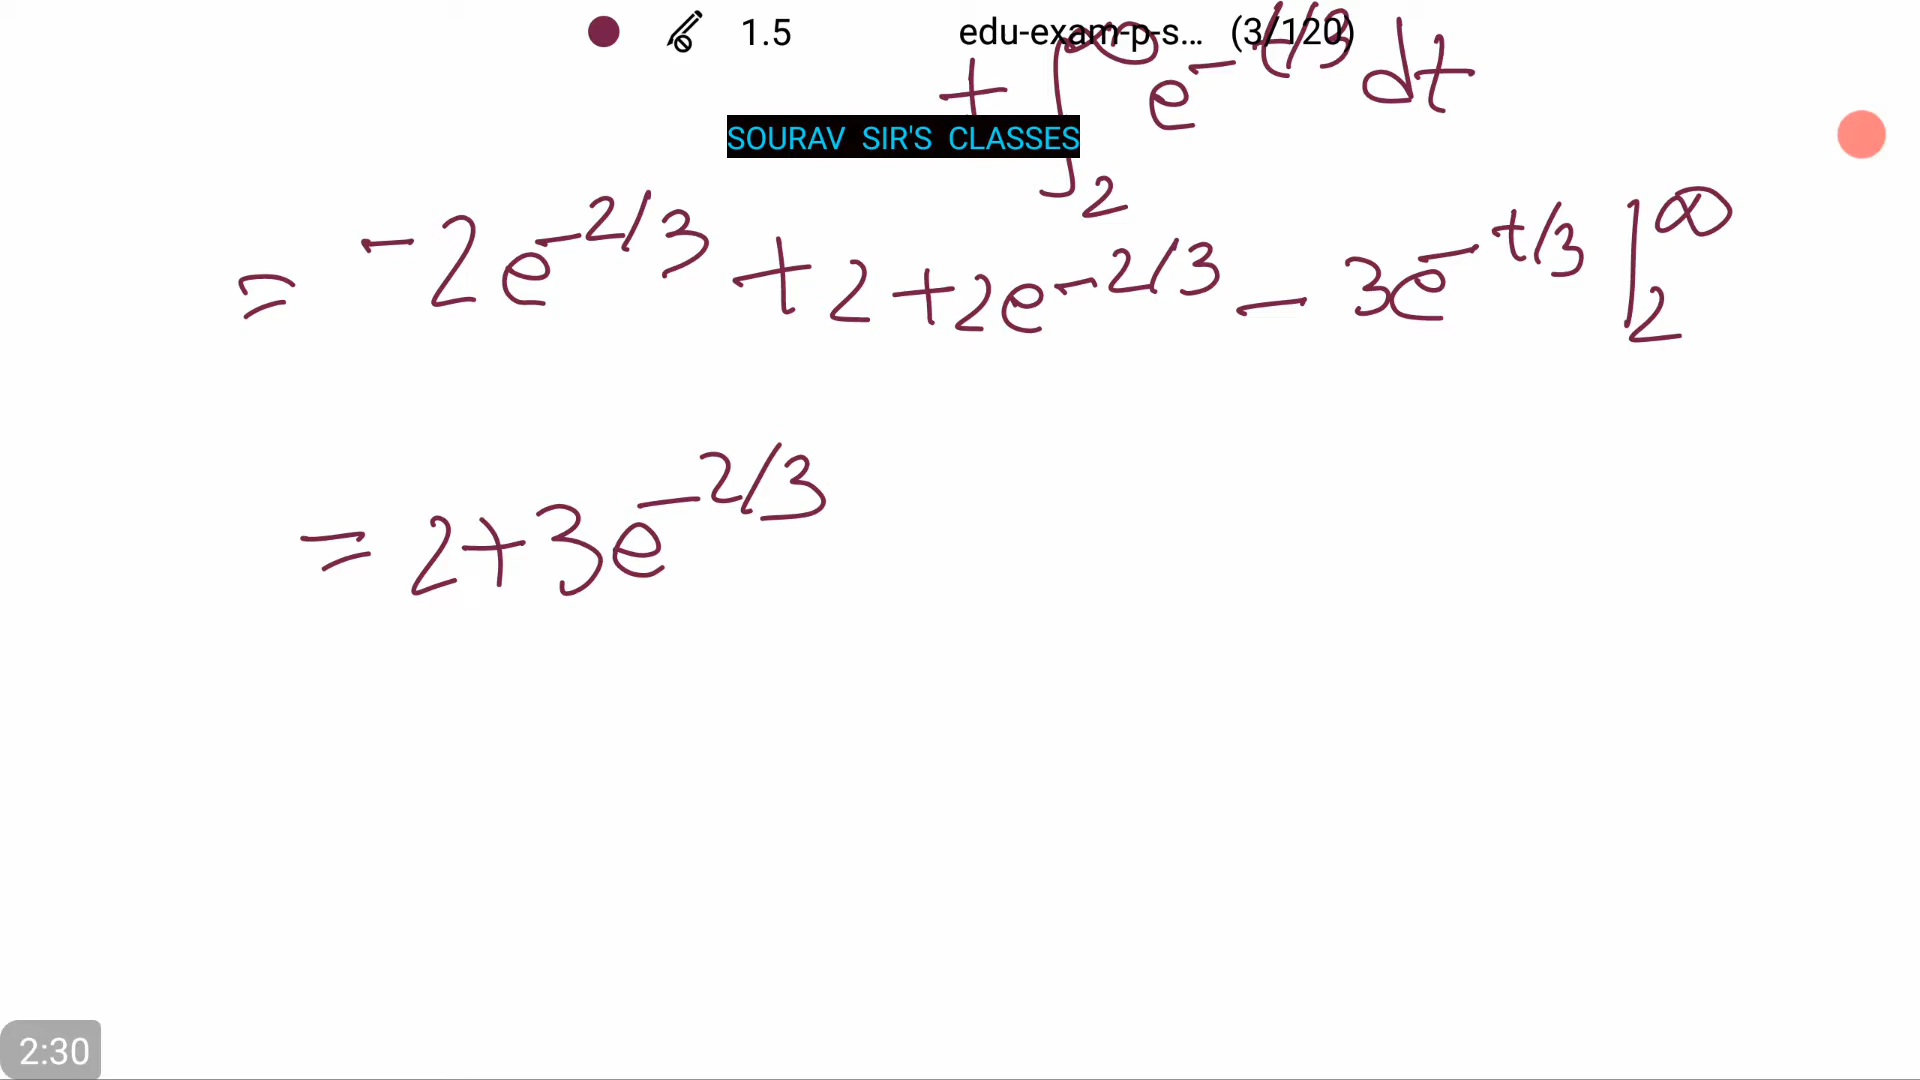 1.5 edu-exam-p-s... (3/120)
+ ∫₂^∞ e^{-t/3} dt
SOURAV SIR'S CLASSES
= -2e^{-2/3} + 2 + 2e^{-2/3} - 3e^{-t/3} |₂^∞
= 2+3e^{-2/3}
2:30